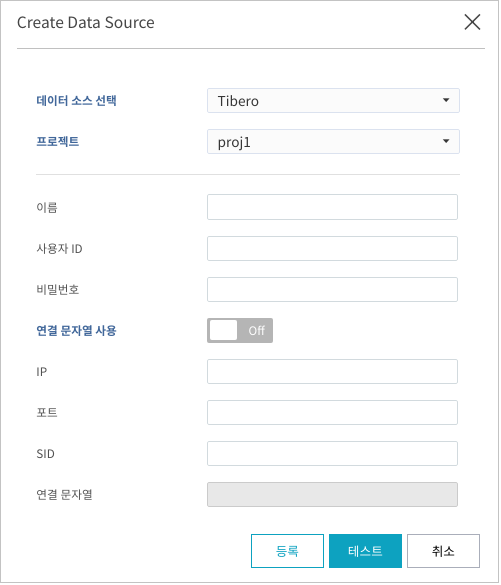 Create Data Source
데이터 소스 선택 Tibero
프로젝트 proj1
이름
사용자 ID
비밀번호
연결 문자열 사용 Off
IP
포트
SID
연결 문자열
등록 테스트 취소